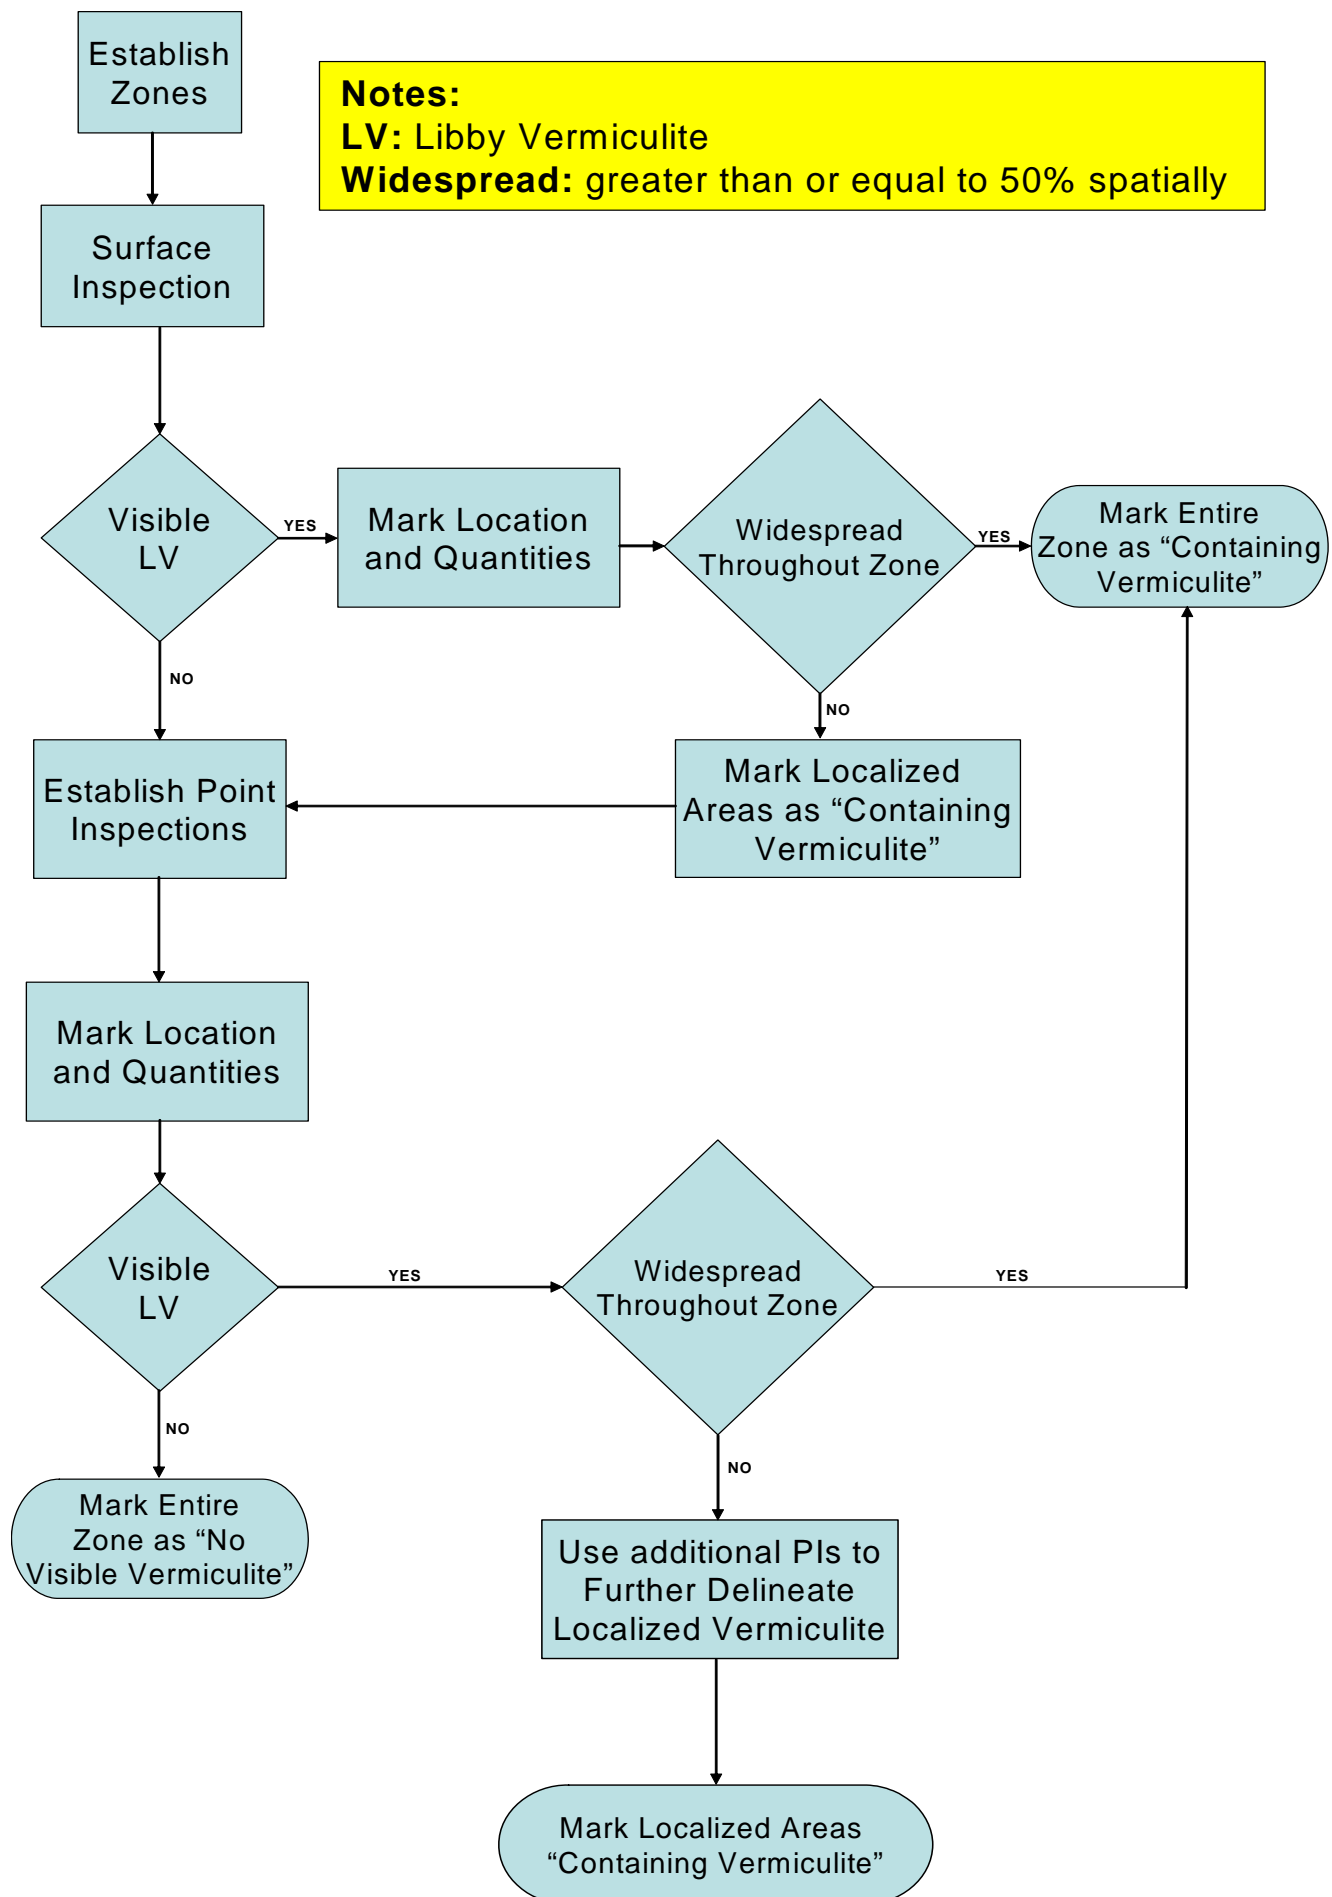 Establish
Zones
Notes:
LV: Libby Vermiculite
Widespread: greater than or equal to 50% spatially
Surface
Inspection
Visible
LV
YES
Mark Location
and Quantities
Widespread
Throughout Zone
YES
Mark Entire
Zone as “Containing
Vermiculite”
NO
NO
Establish Point
Inspections
Mark Localized
Areas as “Containing
Vermiculite”
Mark Location
and Quantities
Visible
LV
YES
Widespread
Throughout Zone
YES
NO
Mark Entire
Zone as “No
Visible Vermiculite”
NO
Use additional PIs to
Further Delineate
Localized Vermiculite
Mark Localized Areas
“Containing Vermiculite”